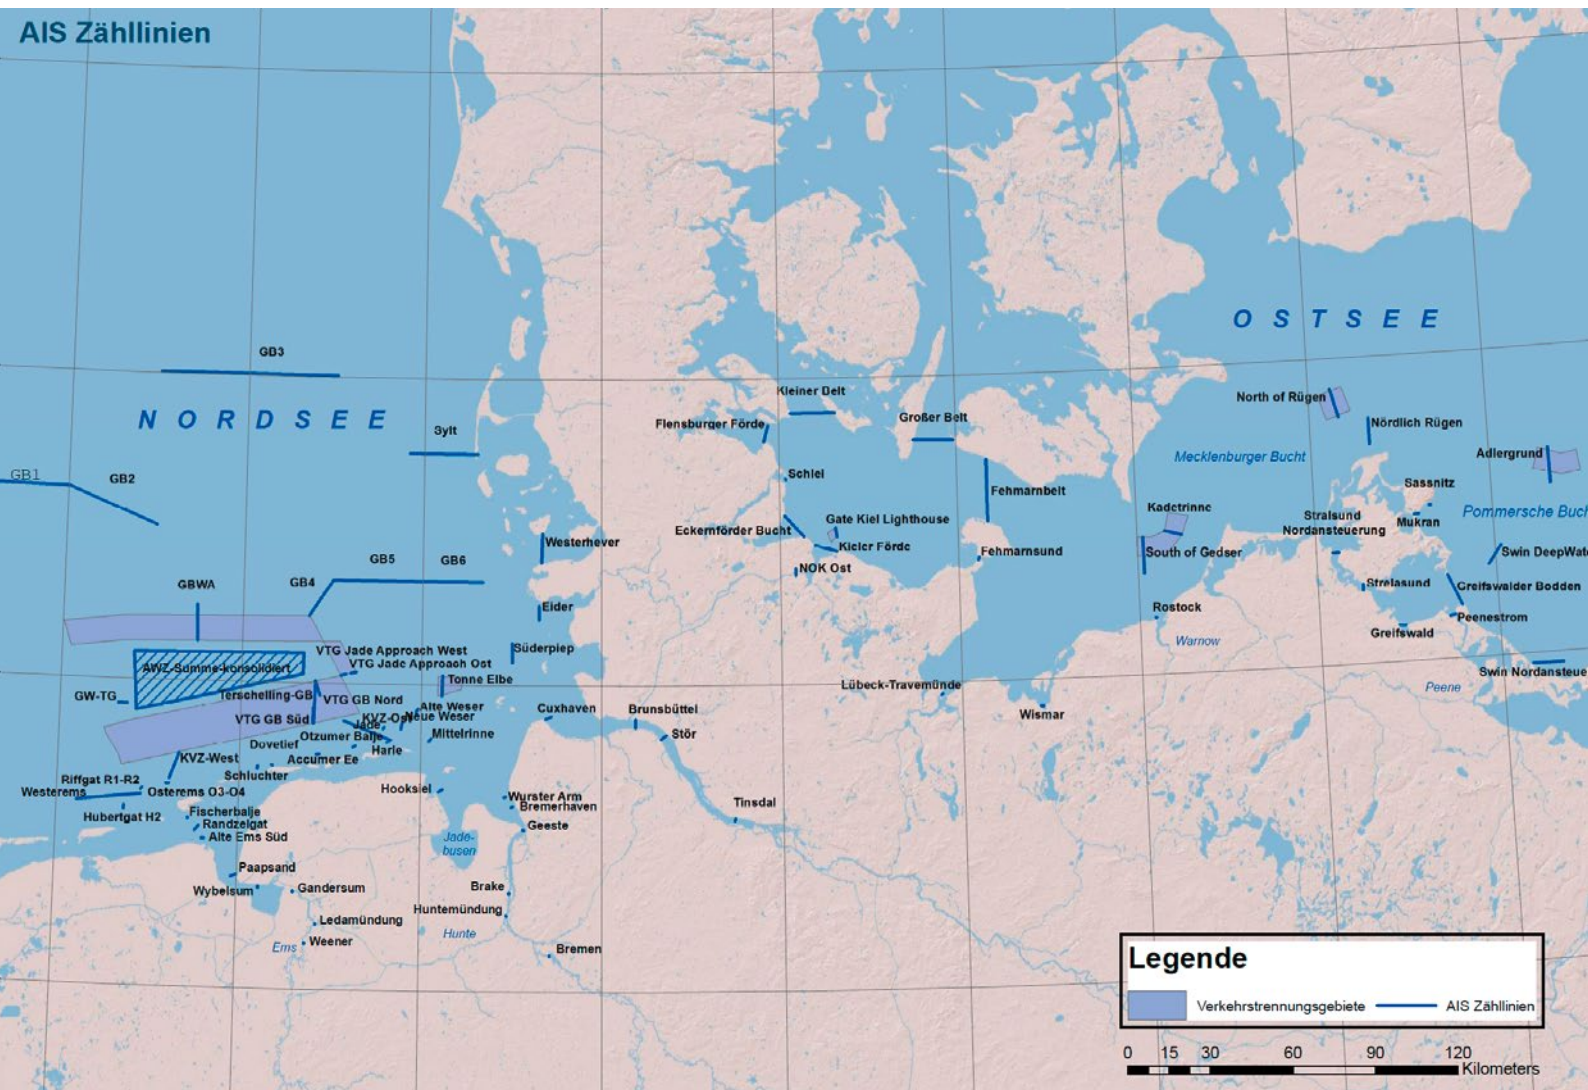 AIS Zähllinien
GB3
NORDSEE
Sylt
GB1
GB2
GB5
GB6
GB4
GBWA
AWZ-Summe-konsolidiert
GW-TG
VTG Jade Approach West
VTG Jade Approach Ost
Tonne Elbe
Terschelling-GB
VTG GB Nord
VTG GB Süd
Alte Weser
KVZ-Ost
Neue Weser
Jade
Otzumer Balje
Mittelrinne
Dovetief
Harle
Accumer Ee
KVZ-West
Schluchter
Riffgat R1-R2
Westerems
Osterems O3-O4
Hubertgat H2
Fischerbalje
Randzelgat
Alte Ems Süd
Hooksiel
Jade-
busen
Wurster Arm
Bremerhaven
Geeste
Paapsand
Wybelsum
Gandersum
Ledamündung
Ems
Weener
Brake
Huntemündung
Hunte
Bremen
Westerhever
Eider
Süderpiep
Cuxhaven
Brunsbüttel
Stör
Tinsdal
Kleiner Belt
Flensburger Förde
Großer Belt
Schlei
Fehmarnbelt
Eckernförder Bucht
Gate Kiel Lighthouse
Kieler Förde
NOK Ost
Fehmarnsund
Lübeck-Travemünde
Wismar
OSTSEE
North of Rügen
Nördlich Rügen
Mecklenburger Bucht
Adlergrund
Sassnitz
Kadetrinne
Stralsund
Nordansteuerung
Mukran
Pommersche Buch
South of Gedser
Swin DeepWate
Strelasund
Greifswalder Bodden
Rostock
Peenestrom
Warnow
Greifswald
Swin Nordansteue
Peene
Legende
Verkehrstrennungsgebiete
AIS Zähllinien
0 15 30 60 90 120
Kilometers